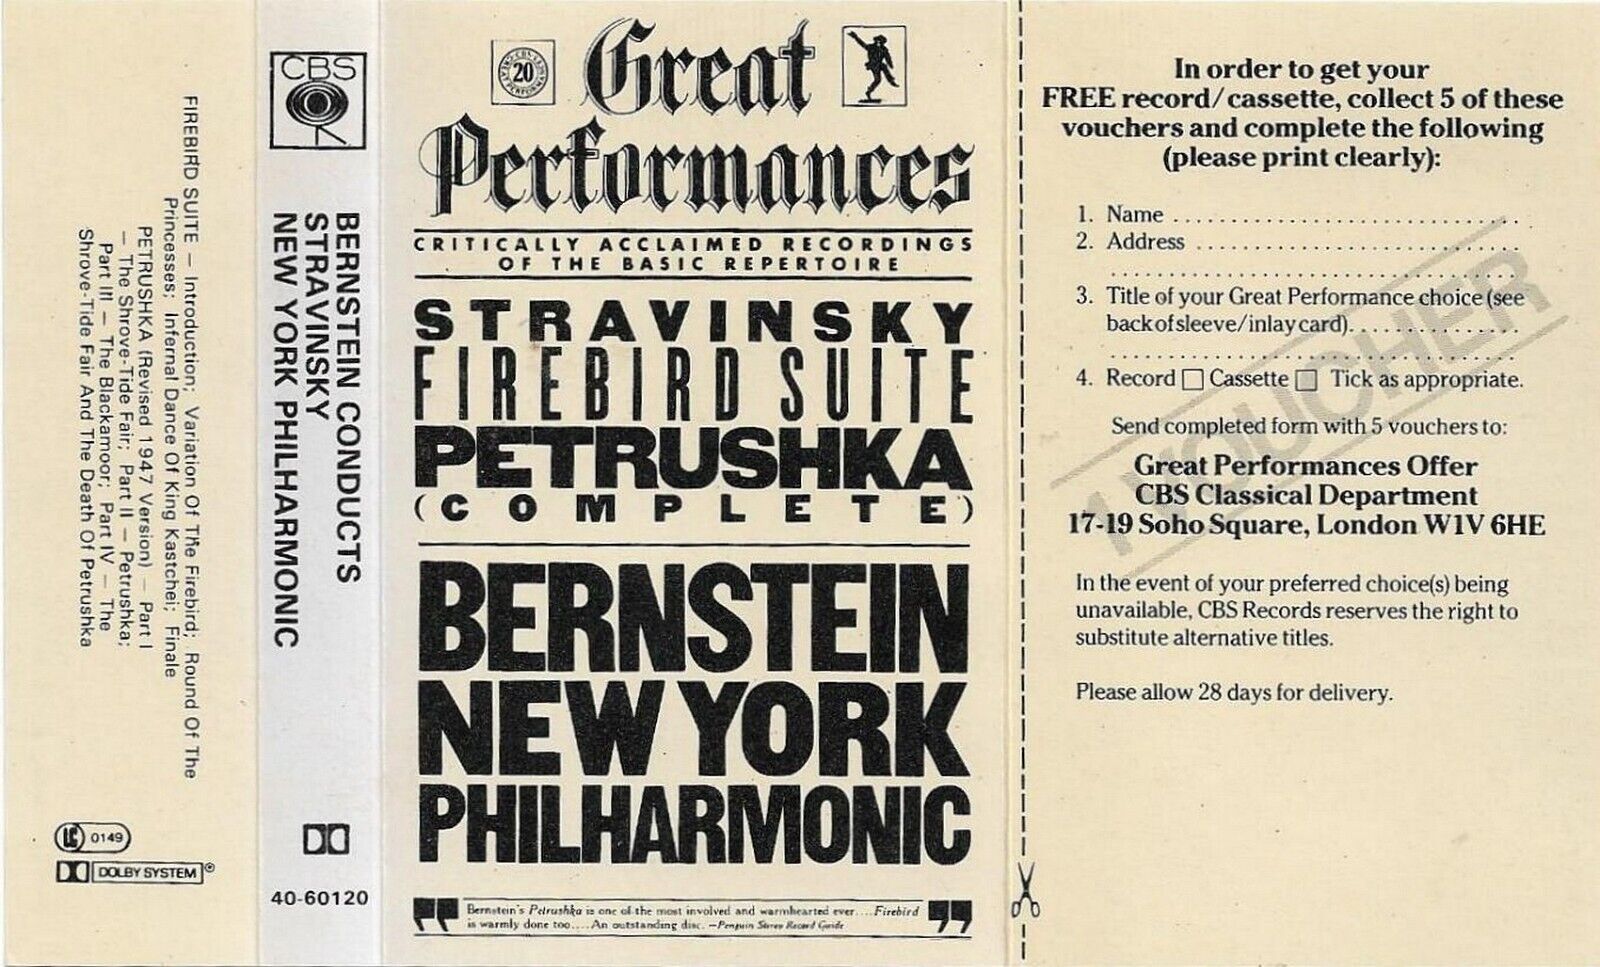 FIREBIRD SUITE – Introduction; Variation Of The Firebird; Round Of The
Princesses; Infernal Dance Of King Kastchei; Finale
PETRUSHKA (Revised 1947 Version) – Part I
– The Shrove-Tide Fair; Part II – Petrushka;
Part III – The Blackamoor; Part IV – The
Shrove-Tide Fair And The Death Of Petrushka
LC 0149
DOLBY SYSTEM®
CBS
BERNSTEIN CONDUCTS
STRAVINSKY
NEW YORK PHILHARMONIC
40-60120
20
Great
Performances
CRITICALLY ACCLAIMED RECORDINGS
OF THE BASIC REPERTOIRE
STRAVINSKY
FIREBIRD SUITE
PETRUSHKA
(COMPLETE)
BERNSTEIN
NEW YORK
PHILHARMONIC
Bernstein's Petrushka is one of the most involved and warmhearted ever....Firebird
is warmly done too....An outstanding disc. —Penguin Stereo Record Guide
In order to get your
FREE record/cassette, collect 5 of these
vouchers and complete the following
(please print clearly):
1. Name
2. Address
3. Title of your Great Performance choice (see
back of sleeve/inlay card).
4. Record Cassette Tick as appropriate.
Send completed form with 5 vouchers to:
Great Performances Offer
CBS Classical Department
17-19 Soho Square, London W1V 6HE
1 VOUCHER
In the event of your preferred choice(s) being
unavailable, CBS Records reserves the right to
substitute alternative titles.
Please allow 28 days for delivery.